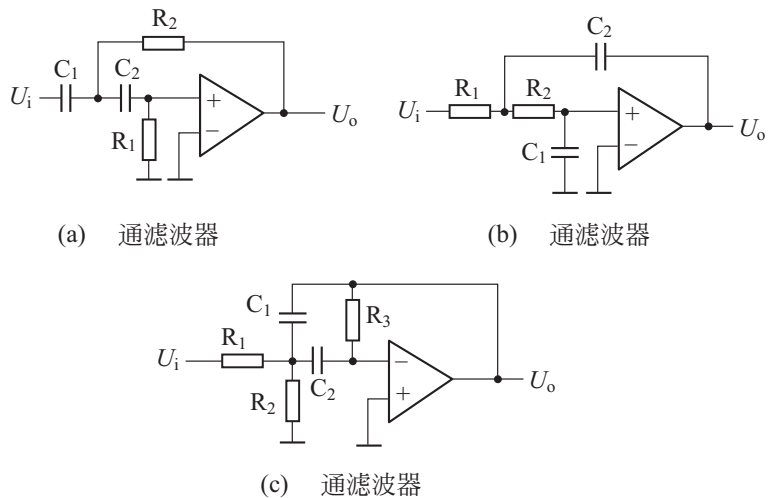 R₂
C₁ C₂
Uᵢ + Uₒ
R₁ −
(a) 通滤波器
C₂
R₁ R₂
Uᵢ + Uₒ
C₁ −
(b) 通滤波器
C₁ R₃
R₁
Uᵢ − Uₒ
C₂
R₂ +
(c) 通滤波器